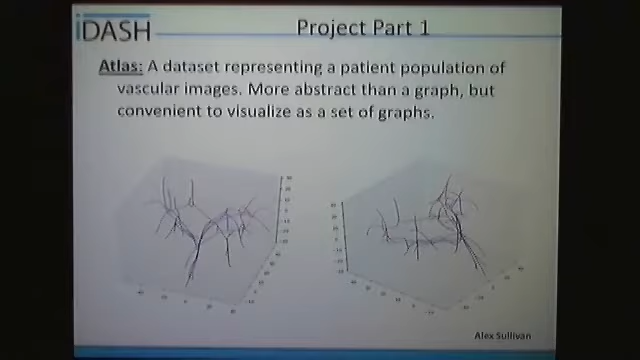 iDASH
Project Part 1
Atlas: A dataset representing a patient population of
vascular images. More abstract than a graph, but
convenient to visualize as a set of graphs.
Alex Sullivan